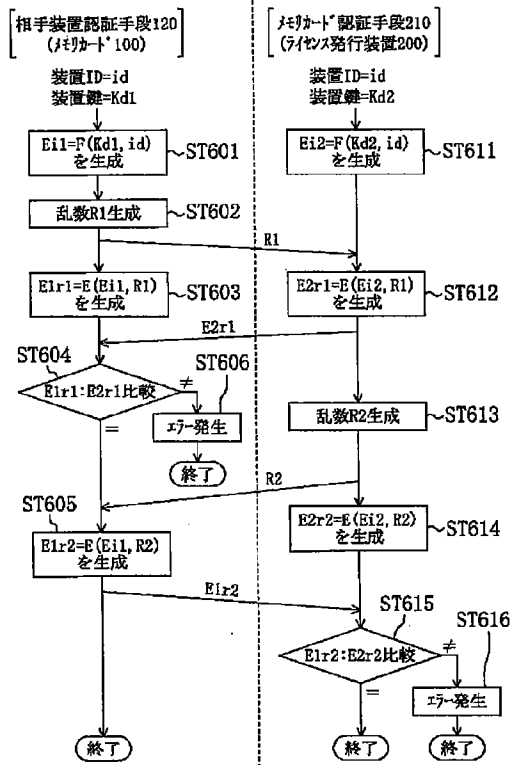 相手装置認証手段120
(メモリカード100)
装置ID=id
装置鍵=Kd1
Ei1=F(Kd1, id)
を生成
ST601
乱数R1生成
ST602
R1
E1r1=E(Ei1, R1)
を生成
ST603
E2r1
ST604
E1r1:E2r1比較
≠
=
ST606
エラー発生
終了
R2
ST605
E1r2=E(Ei1, R2)
を生成
E1r2
終了
メモリカード認証手段210
(ライセンス発行装置200)
装置ID=id
装置鍵=Kd2
Ei2=F(Kd2, id)
を生成
ST611
E2r1=E(Ei2, R1)
を生成
ST612
乱数R2生成
ST613
E2r2=E(Ei2, R2)
を生成
ST614
ST615
E1r2:E2r2比較
≠
=
ST616
エラー発生
終了
終了